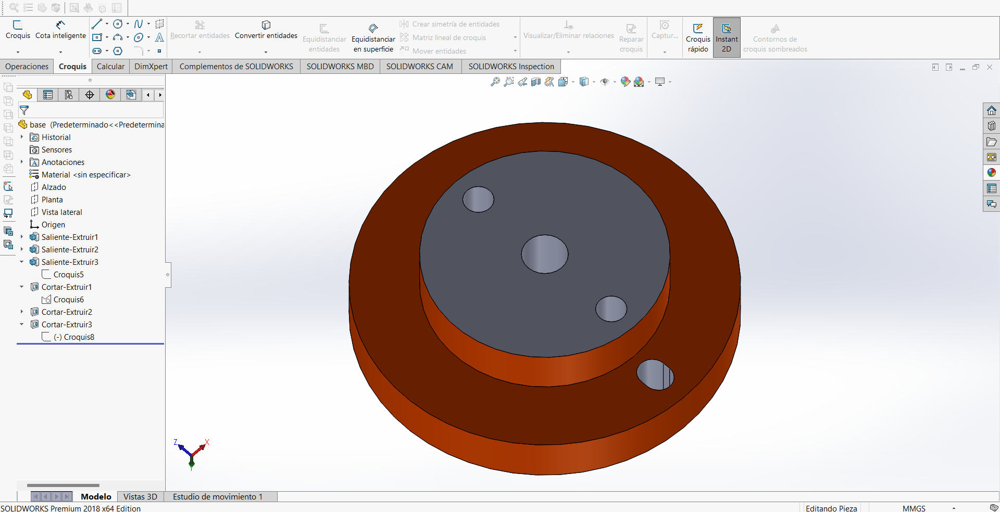 Croquis
Cota inteligente
Recortar entidades
Convertir entidades
Equidistanciar
entidades
Equidistanciar
en superficie
Crear simetría de entidades
Matriz lineal de croquis
Mover entidades
Visualizar/Eliminar relaciones
Reparar
croquis
Captur...
Croquis
rápido
Instant
2D
Contornos de
croquis sombreados
Operaciones
Croquis
Calcular
DimXpert
Complementos de SOLIDWORKS
SOLIDWORKS MBD
SOLIDWORKS CAM
SOLIDWORKS Inspection
base (Predeterminado<<Predetermina
Historial
Sensores
Anotaciones
Material <sin especificar>
Alzado
Planta
Vista lateral
Origen
Saliente-Extruir1
Saliente-Extruir2
Saliente-Extruir3
Croquis5
Cortar-Extruir1
Croquis6
Cortar-Extruir2
Cortar-Extruir3
(-) Croquis8
Z
X
Y
Modelo
Vistas 3D
Estudio de movimiento 1
SOLIDWORKS Premium 2018 x64 Edition
Editando Pieza
MMGS